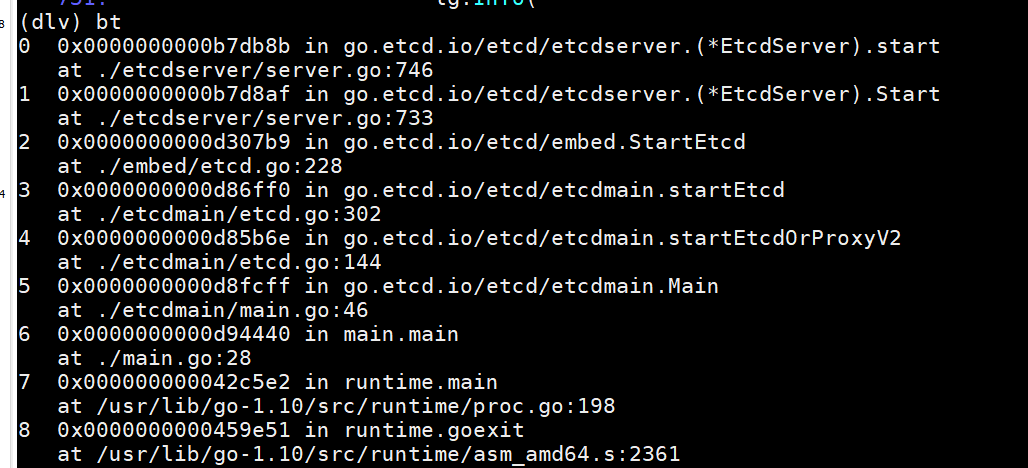 (dlv) bt
0  0x0000000000b7db8b in go.etcd.io/etcd/etcdserver.(*EtcdServer).start
   at ./etcdserver/server.go:746
1  0x0000000000b7d8af in go.etcd.io/etcd/etcdserver.(*EtcdServer).Start
   at ./etcdserver/server.go:733
2  0x0000000000d307b9 in go.etcd.io/etcd/embed.StartEtcd
   at ./embed/etcd.go:228
3  0x0000000000d86ff0 in go.etcd.io/etcd/etcdmain.startEtcd
   at ./etcdmain/etcd.go:302
4  0x0000000000d85b6e in go.etcd.io/etcd/etcdmain.startEtcdOrProxyV2
   at ./etcdmain/etcd.go:144
5  0x0000000000d8fcff in go.etcd.io/etcd/etcdmain.Main
   at ./etcdmain/main.go:46
6  0x0000000000d94440 in main.main
   at ./main.go:28
7  0x000000000042c5e2 in runtime.main
   at /usr/lib/go-1.10/src/runtime/proc.go:198
8  0x0000000000459e51 in runtime.goexit
   at /usr/lib/go-1.10/src/runtime/asm_amd64.s:2361